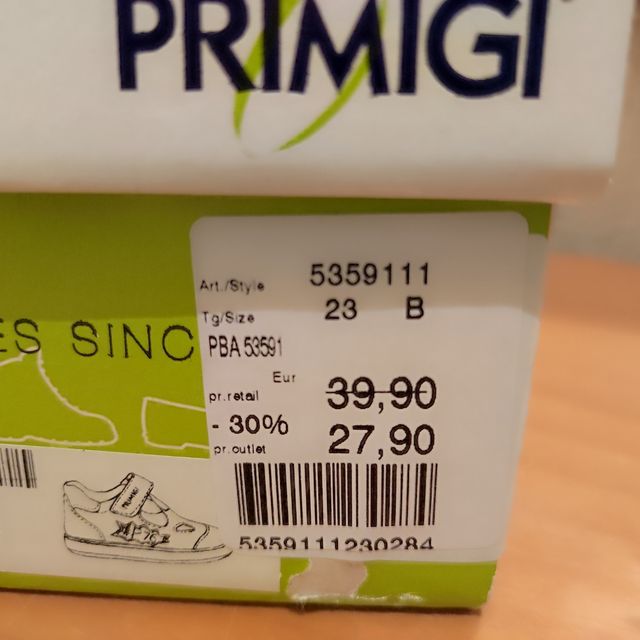 PRIMIGI
Art./Style 5359111
Tg/Size 23 B
ES SINC
PBA 53591
Eur
pr.retail 39,90
- 30%
pr.outlet 27,90
PRIMIGI
5359111230284